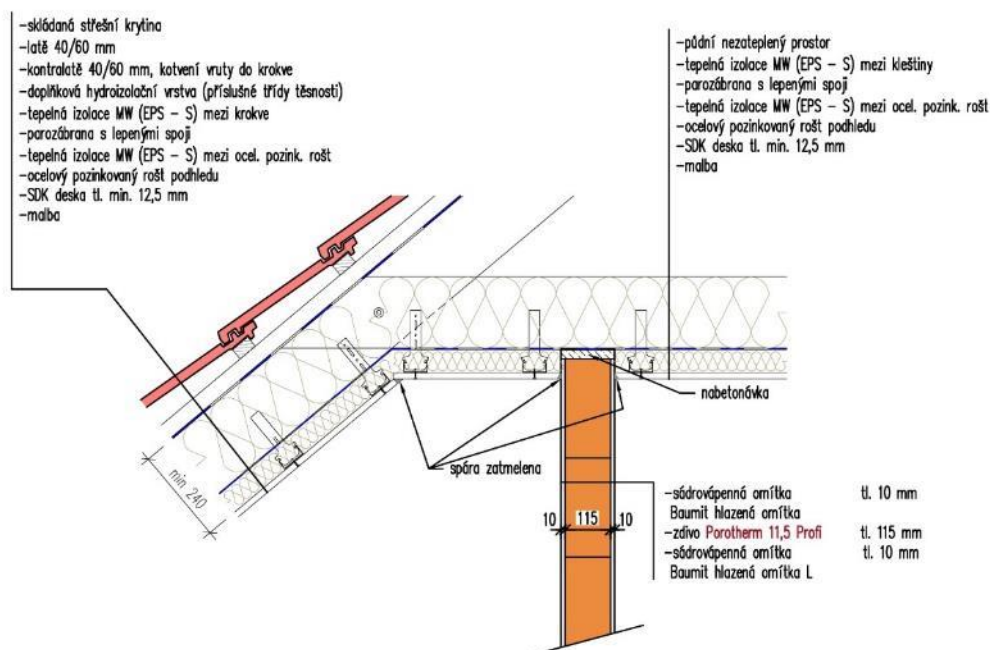 -skládaná střešní krytina
-latě 40/60 mm
-kontralatě 40/60 mm, kotvení vruty do krokve
-doplňková hydroizolační vrstva (příslušné třídy těsnosti)
-tepelná izolace MW (EPS – S) mezi krokve
-parozábrana s lepenými spoji
-tepelná izolace MW (EPS – S) mezi ocel. pozink. rošt
-ocelový pozinkovaný rošt podhledu
-SDK deska tl. min. 12,5 mm
-malba
-půdní nezateplený prostor
-tepelná izolace MW (EPS – S) mezi kleštiny
-parozábrana s lepenými spoji
-tepelná izolace MW (EPS – S) mezi ocel. pozink. rošt
-ocelový pozinkovaný rošt podhledu
-SDK deska tl. min. 12,5 mm
-malba
nabetonávka
spára zatmelena
min 240
10 115 10
-sádrovápenná omítka tl. 10 mm
Baumit hlazená omítka
-zdivo Porotherm 11,5 Profi tl. 115 mm
-sádrovápenná omítka tl. 10 mm
Baumit hlazená omítka L